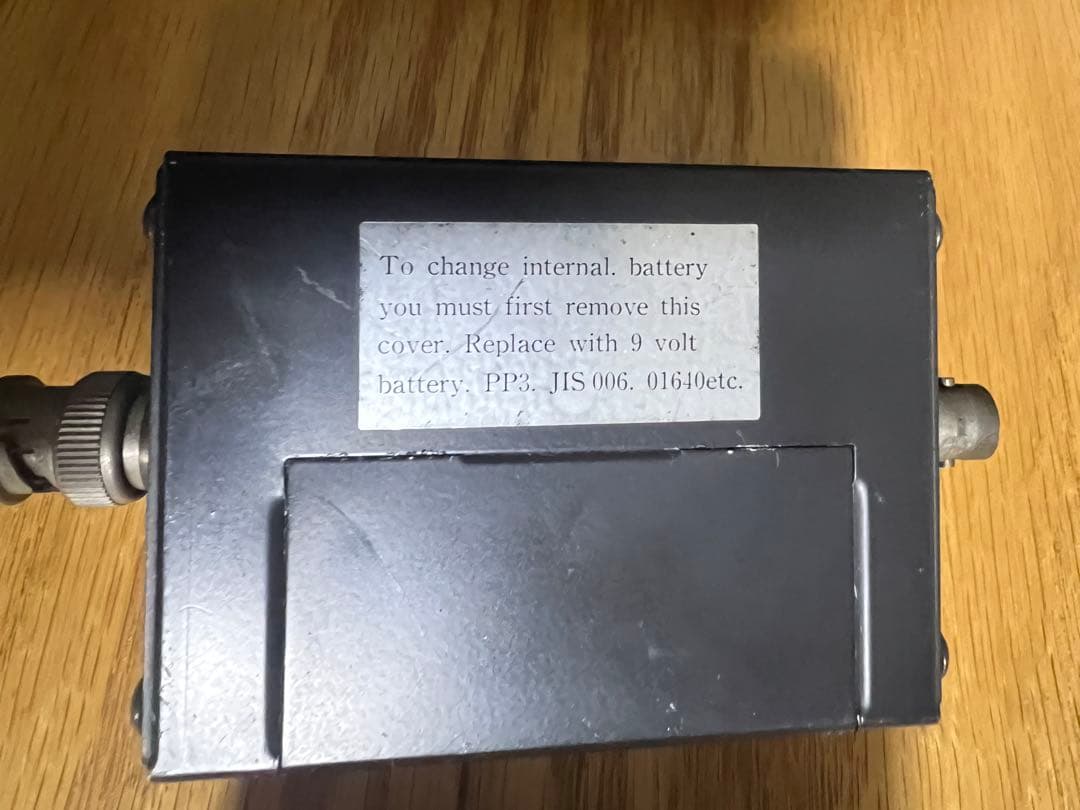 To change internal. battery
you must first remove this
cover. Replace with 9 volt
battery. PP3. JIS 006. 01640etc.